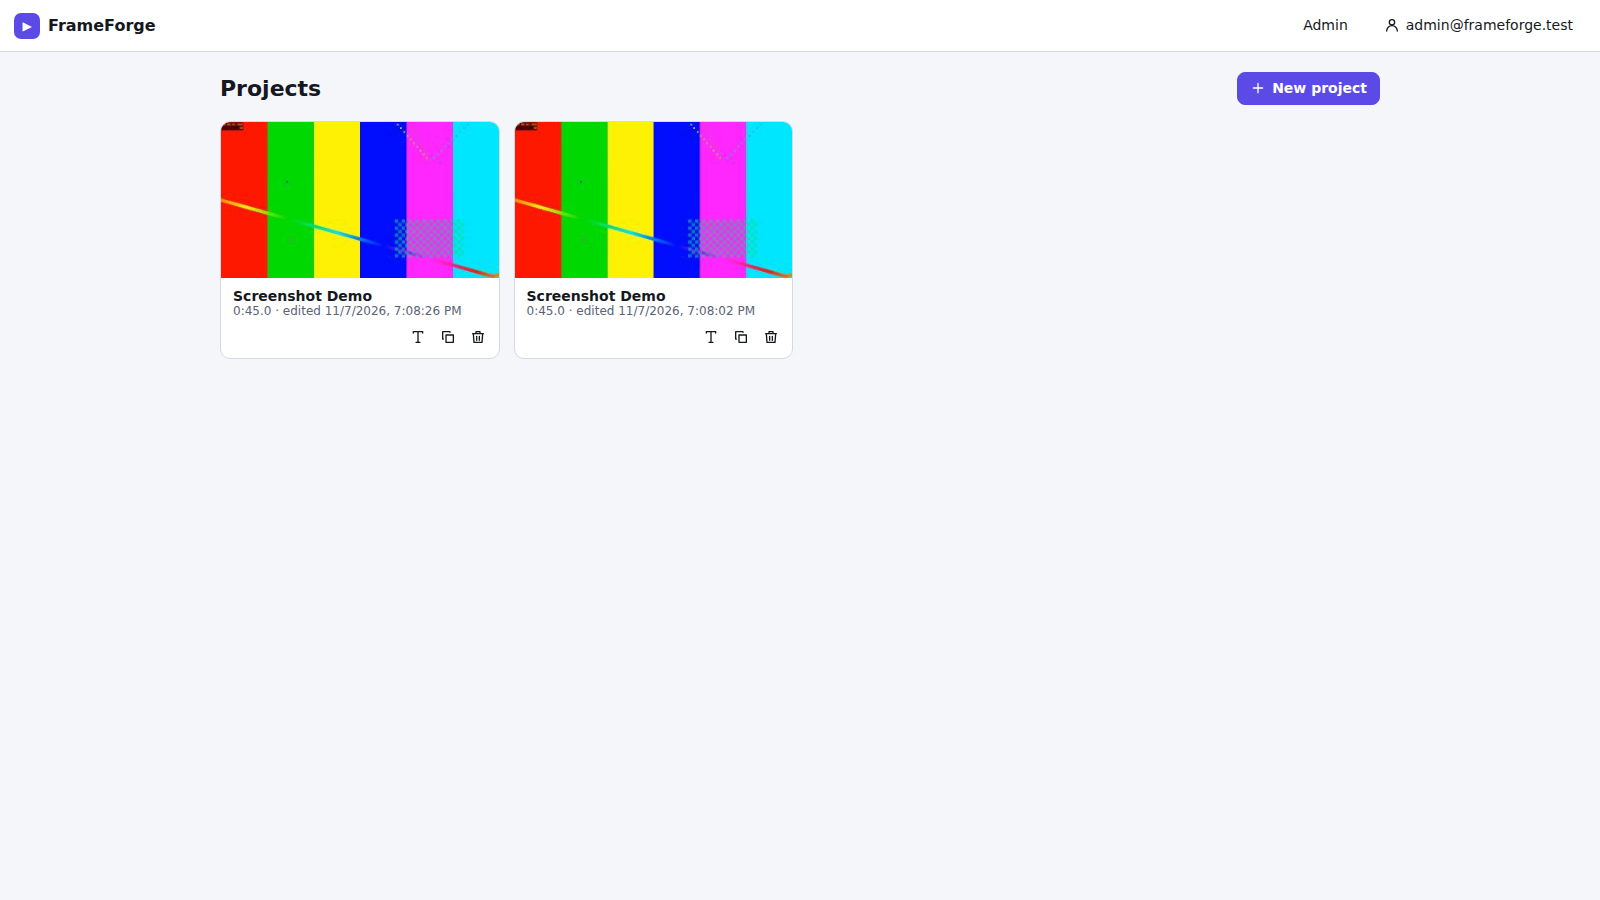 FrameForge
Admin
admin@frameforge.test
Projects
New project
Screenshot Demo
0:45.0 · edited 11/7/2026, 7:08:26 PM
Screenshot Demo
0:45.0 · edited 11/7/2026, 7:08:02 PM